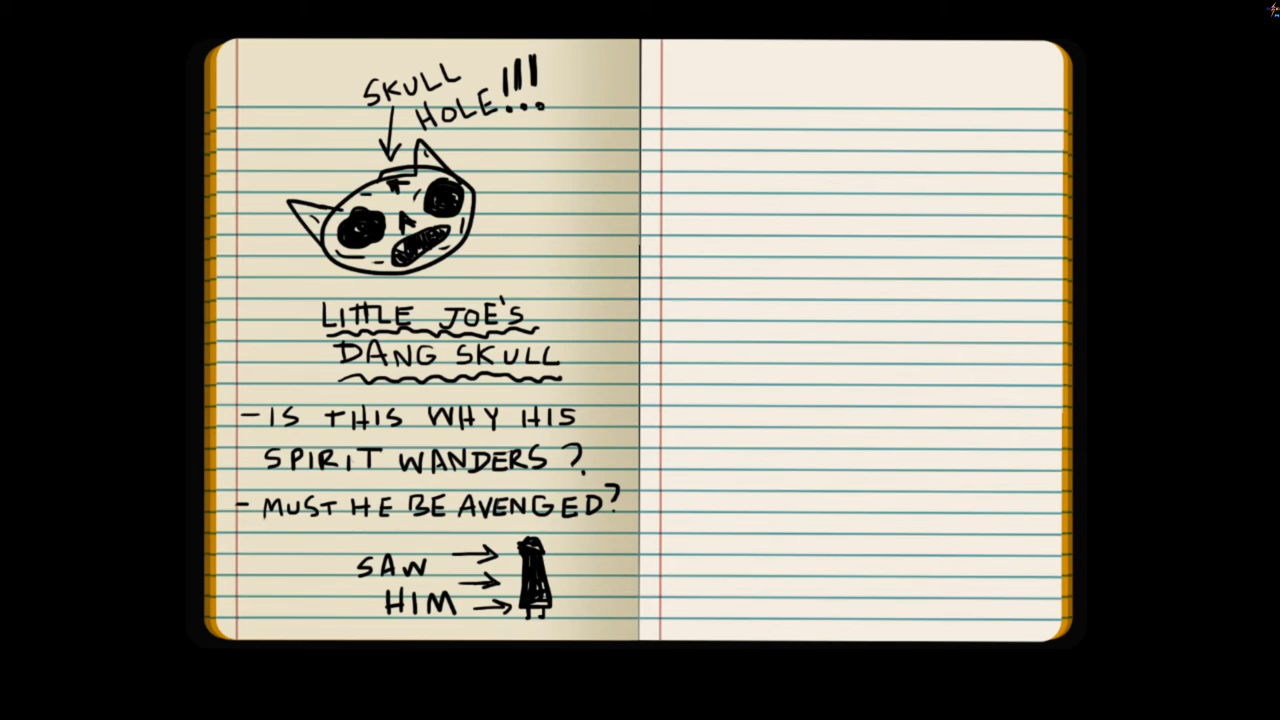 SKULL
HOLE!!!
LITTLE JOE'S
DANG SKULL
-IS THIS WHY HIS
SPIRIT WANDERS?
-MUST HE BE AVENGED?
SAW
HIM